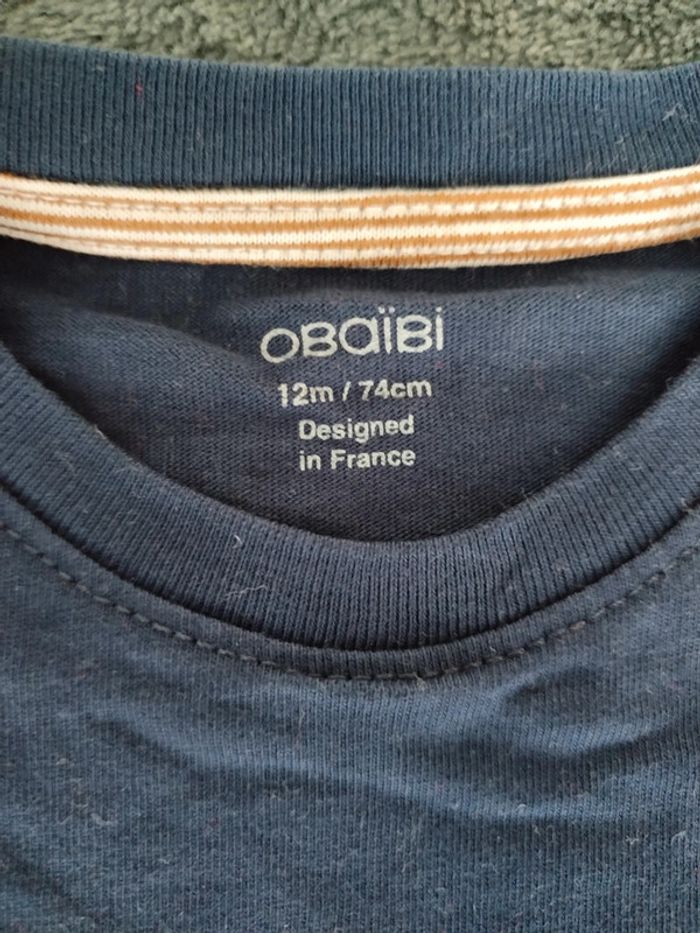 OBaïBi
12m / 74cm
Designed
in France